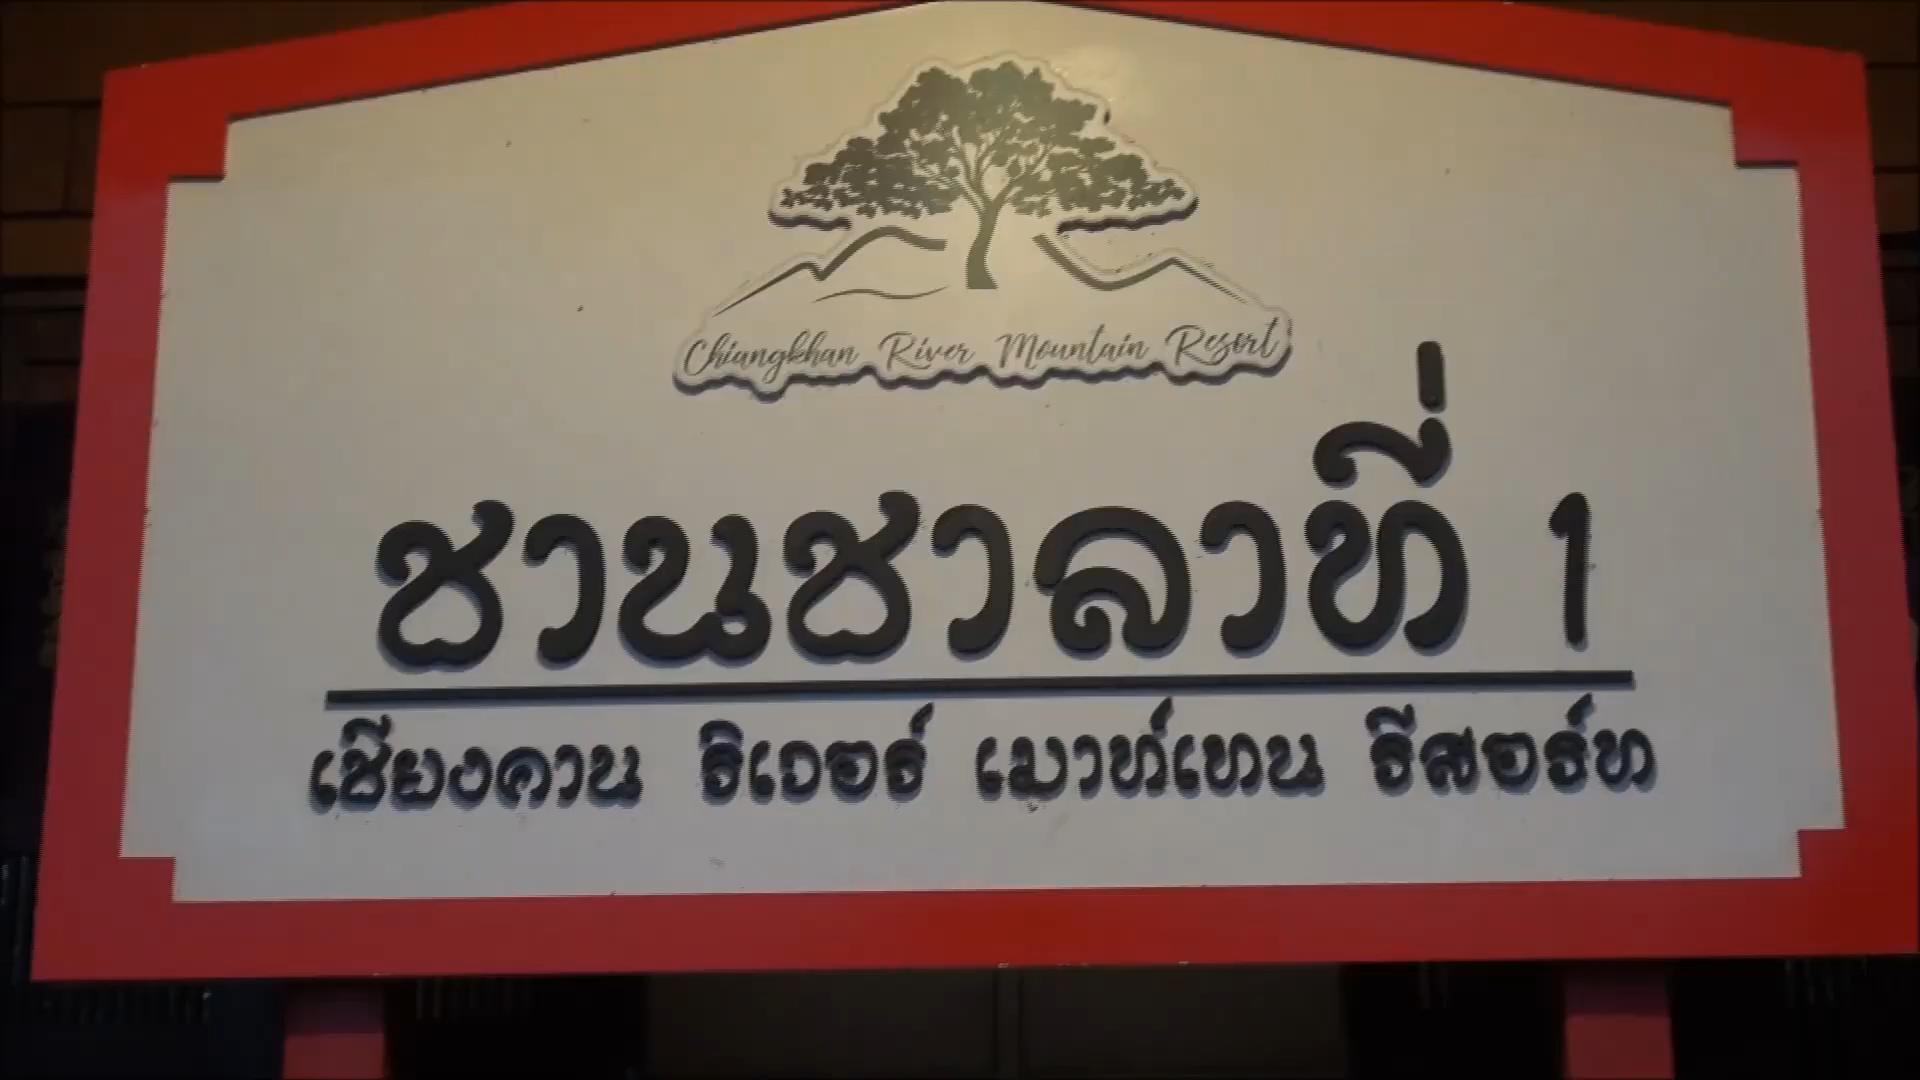 Chiangkhan River Mountain Resort
ชานชาลาที่ 1
เชียงคาน ริเวอร์ เมาท์เทน รีสอร์ท